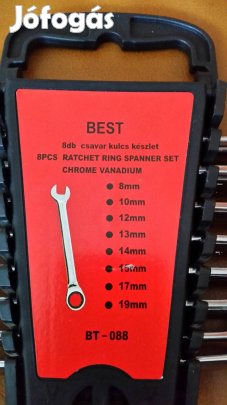 Jófogás
BEST
8db csavar kulcs készlet
8PCS RATCHET RING SPANNER SET
CHROME VANADIUM
8mm
10mm
12mm
13mm
14mm
15mm
17mm
19mm
BT - 088